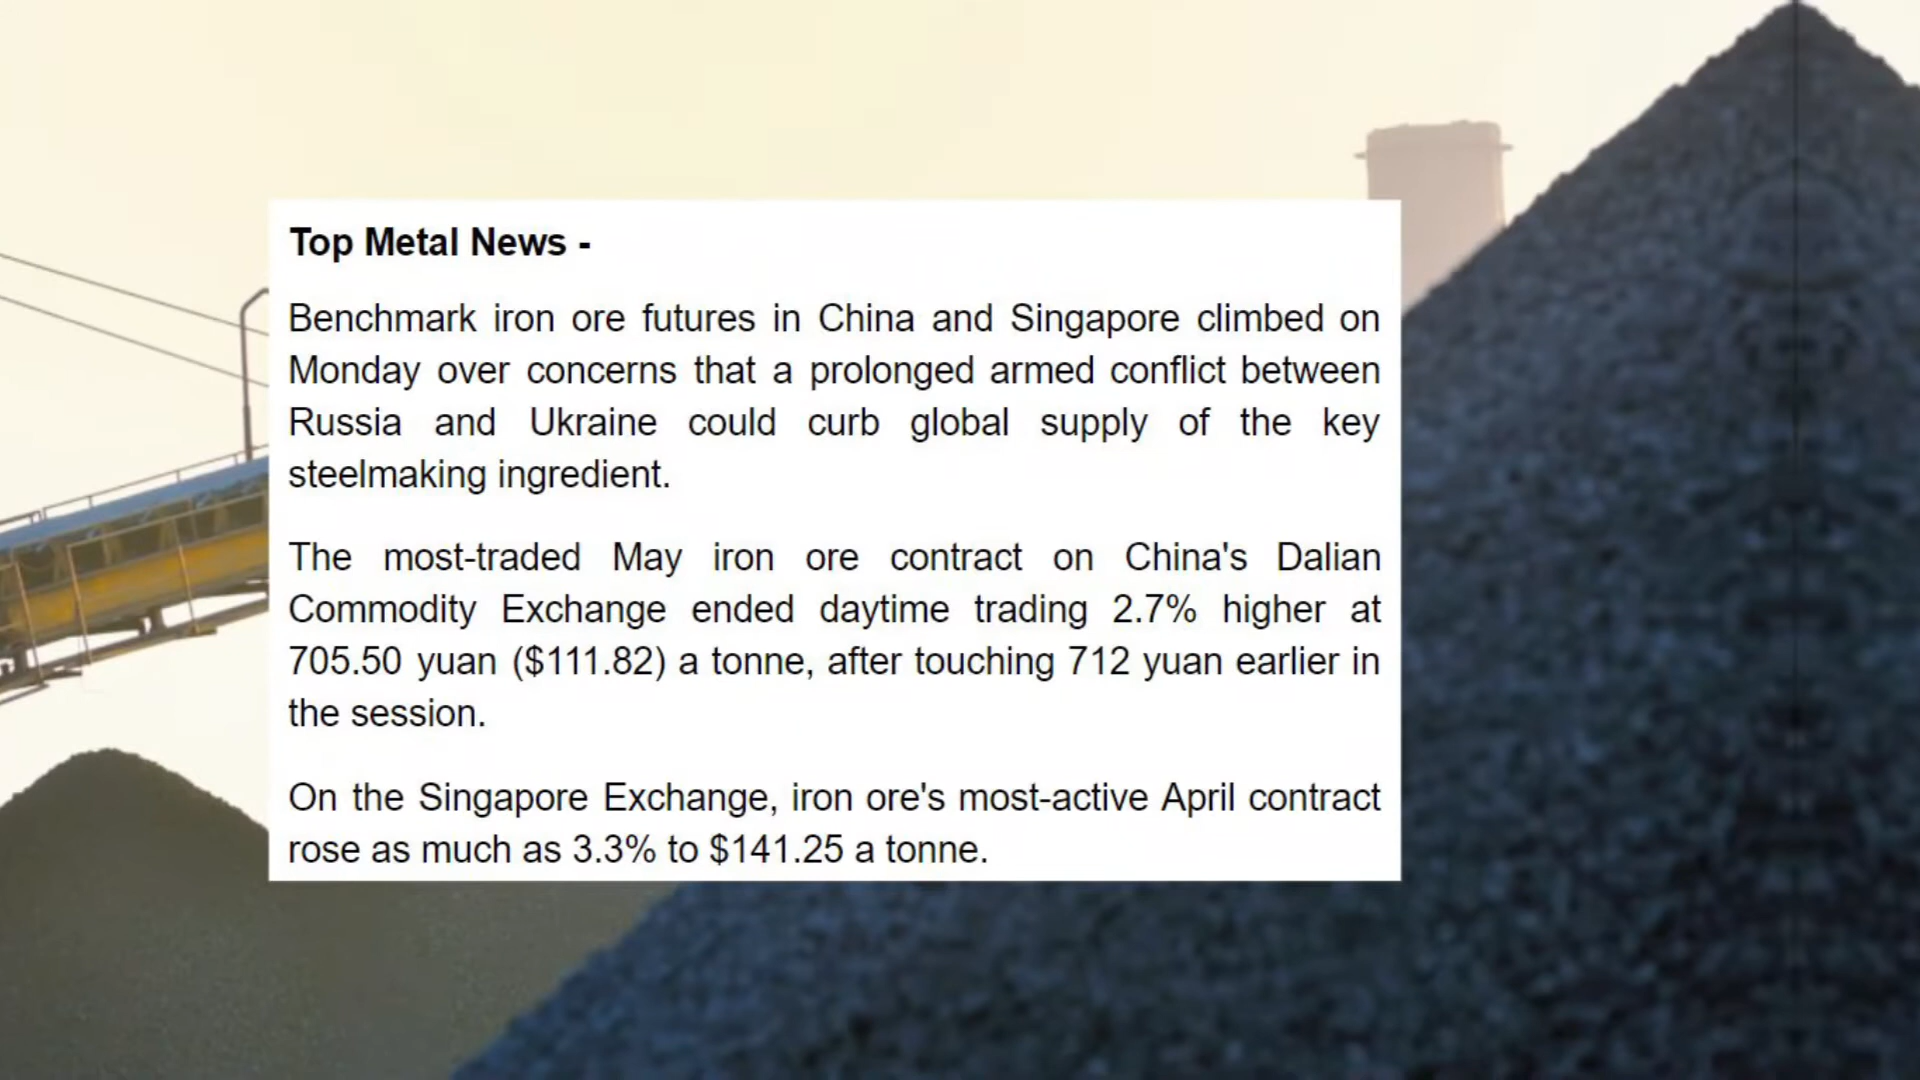 Top Metal News -
Benchmark iron ore futures in China and Singapore climbed on
Monday over concerns that a prolonged armed conflict between
Russia and Ukraine could curb global supply of the key
steelmaking ingredient.
The most-traded May iron ore contract on China's Dalian
Commodity Exchange ended daytime trading 2.7% higher at
705.50 yuan ($111.82) a tonne, after touching 712 yuan earlier in
the session.
On the Singapore Exchange, iron ore's most-active April contract
rose as much as 3.3% to $141.25 a tonne.